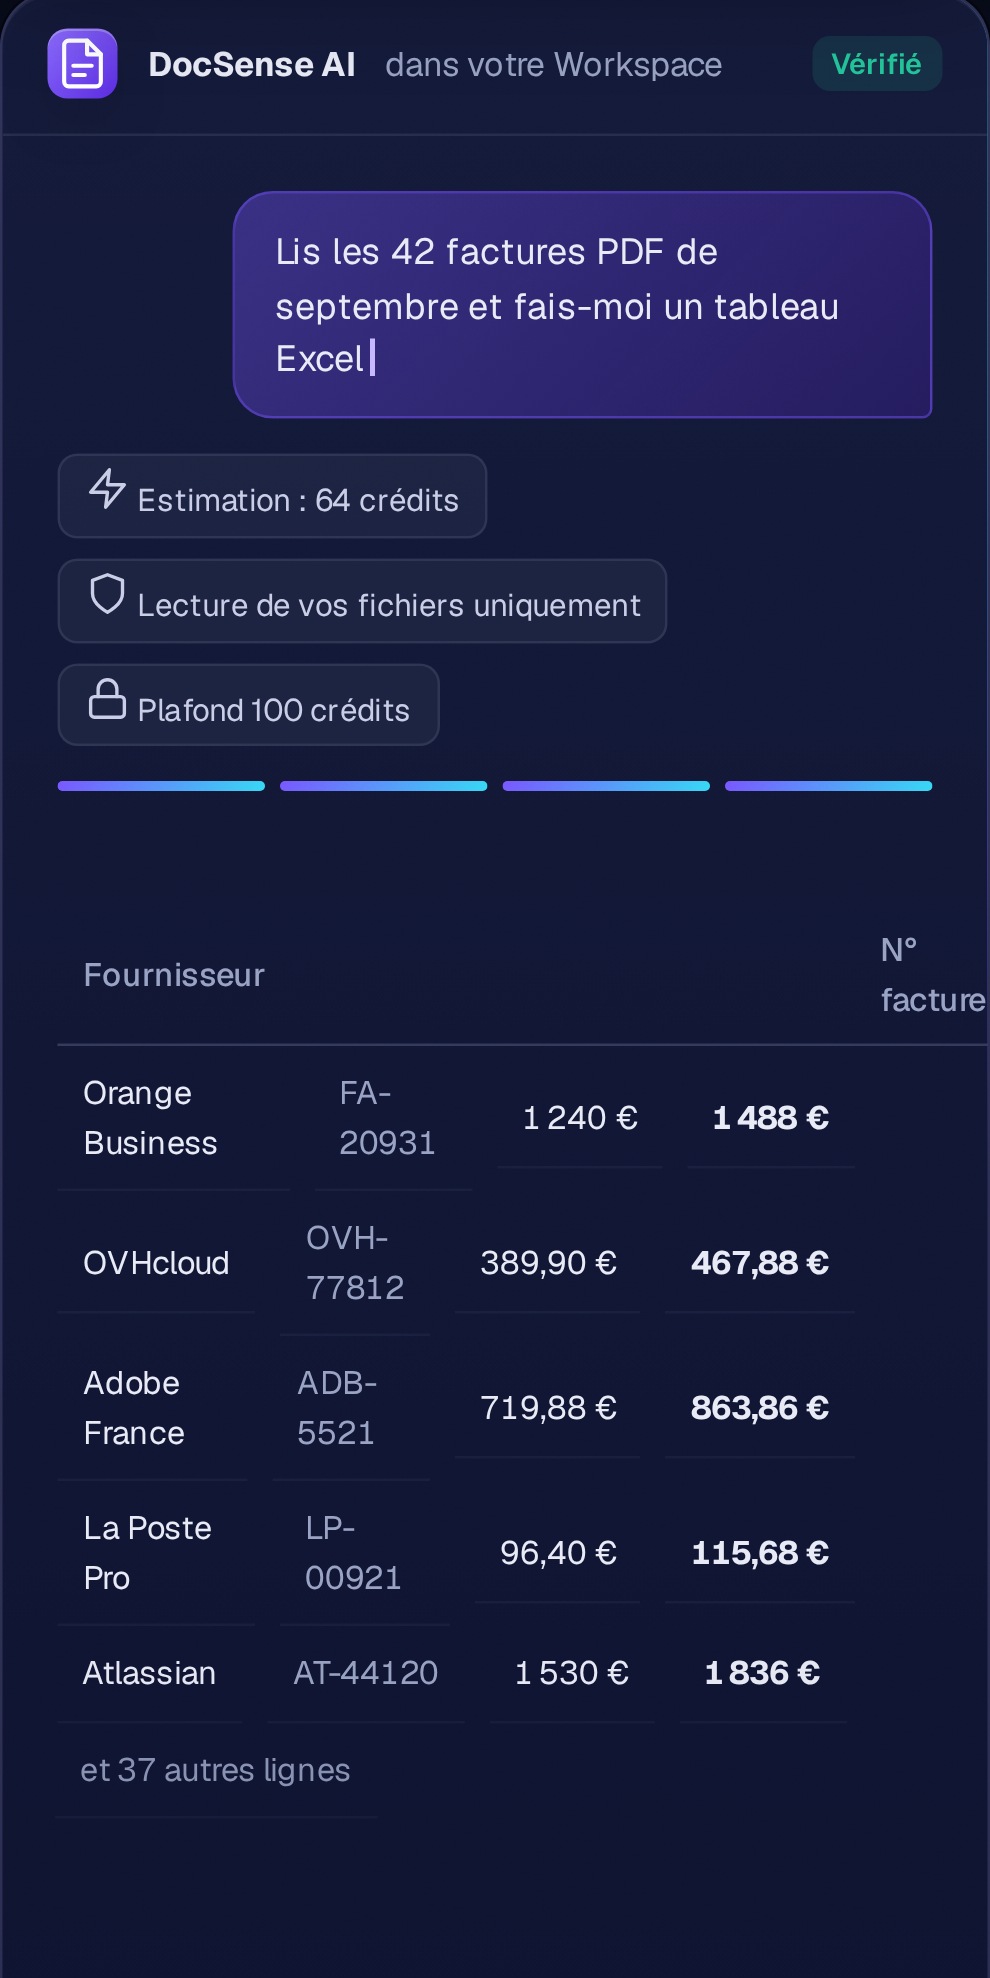 DocSense AI dans votre Workspace Vérifié
Lis les 42 factures PDF de
septembre et fais-moi un tableau
Excel
Estimation : 64 crédits
Lecture de vos fichiers uniquement
Plafond 100 crédits
Fournisseur
N°
facture
Orange
Business
FA-
20931
1 240 €
1 488 €
OVHcloud
OVH-
77812
389,90 €
467,88 €
Adobe
France
ADB-
5521
719,88 €
863,86 €
La Poste
Pro
LP-
00921
96,40 €
115,68 €
Atlassian
AT-44120
1 530 €
1 836 €
et 37 autres lignes